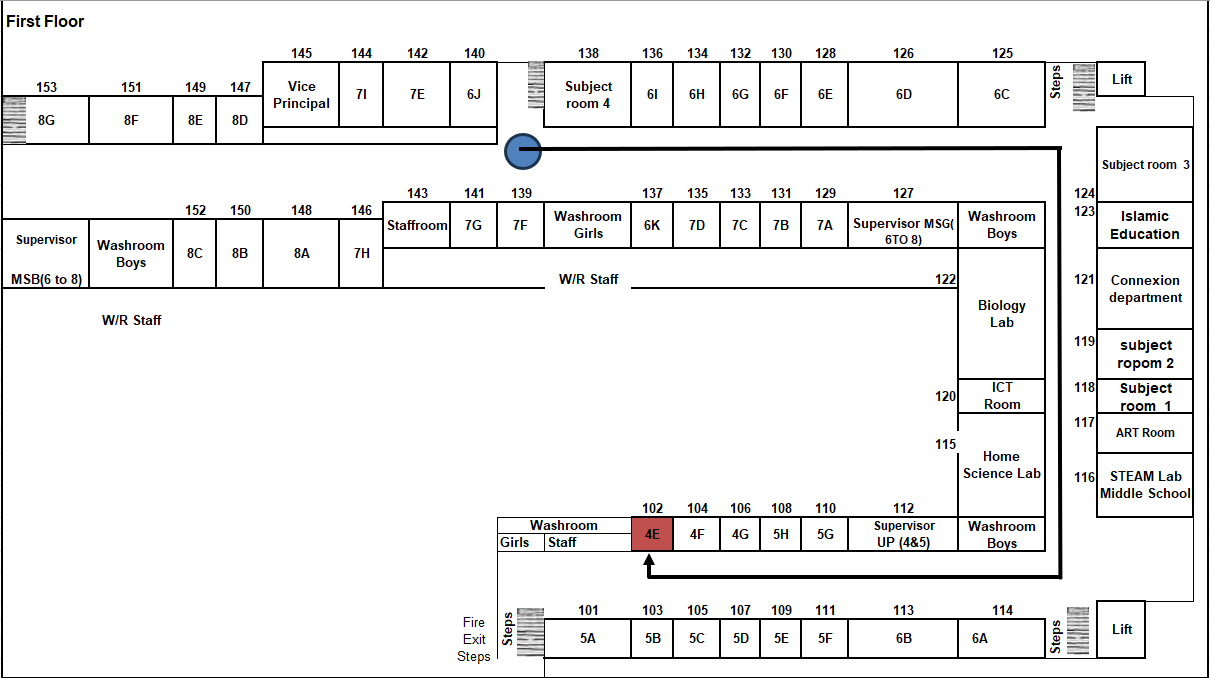 First Floor
145 144 142 140 138 136 134 132 130 128 126 125
153 151 149 147
Vice
Principal
7I 7E 6J
Subject
room 4
6I 6H 6G 6F 6E 6D 6C
Steps
Lift
8G 8F 8E 8D
Subject room 3
124
143 141 139 137 135 133 131 129 127
152 150 148 146
123
Staffroom 7G 7F
Washroom
Girls
6K 7D 7C 7B 7A
Supervisor MSG(
6TO 8)
Washroom
Boys
Islamic
Education
Supervisor
MSB(6 to 8)
Washroom
Boys
8C 8B 8A 7H
W/R Staff
122
Biology
Lab
121
Connexion
department
W/R Staff
119
subject
ropom 2
118
Subject
room 1
120
ICT
Room
117
ART Room
115
Home
Science Lab
116
STEAM Lab
Middle School
102 104 106 108 110 112
Washroom
Girls Staff
4E 4F 4G 5H 5G
Supervisor
UP (4&5)
Washroom
Boys
101 103 105 107 109 111 113 114
Fire
Exit
Steps
Steps
5A 5B 5C 5D 5E 5F 6B 6A
Steps
Lift